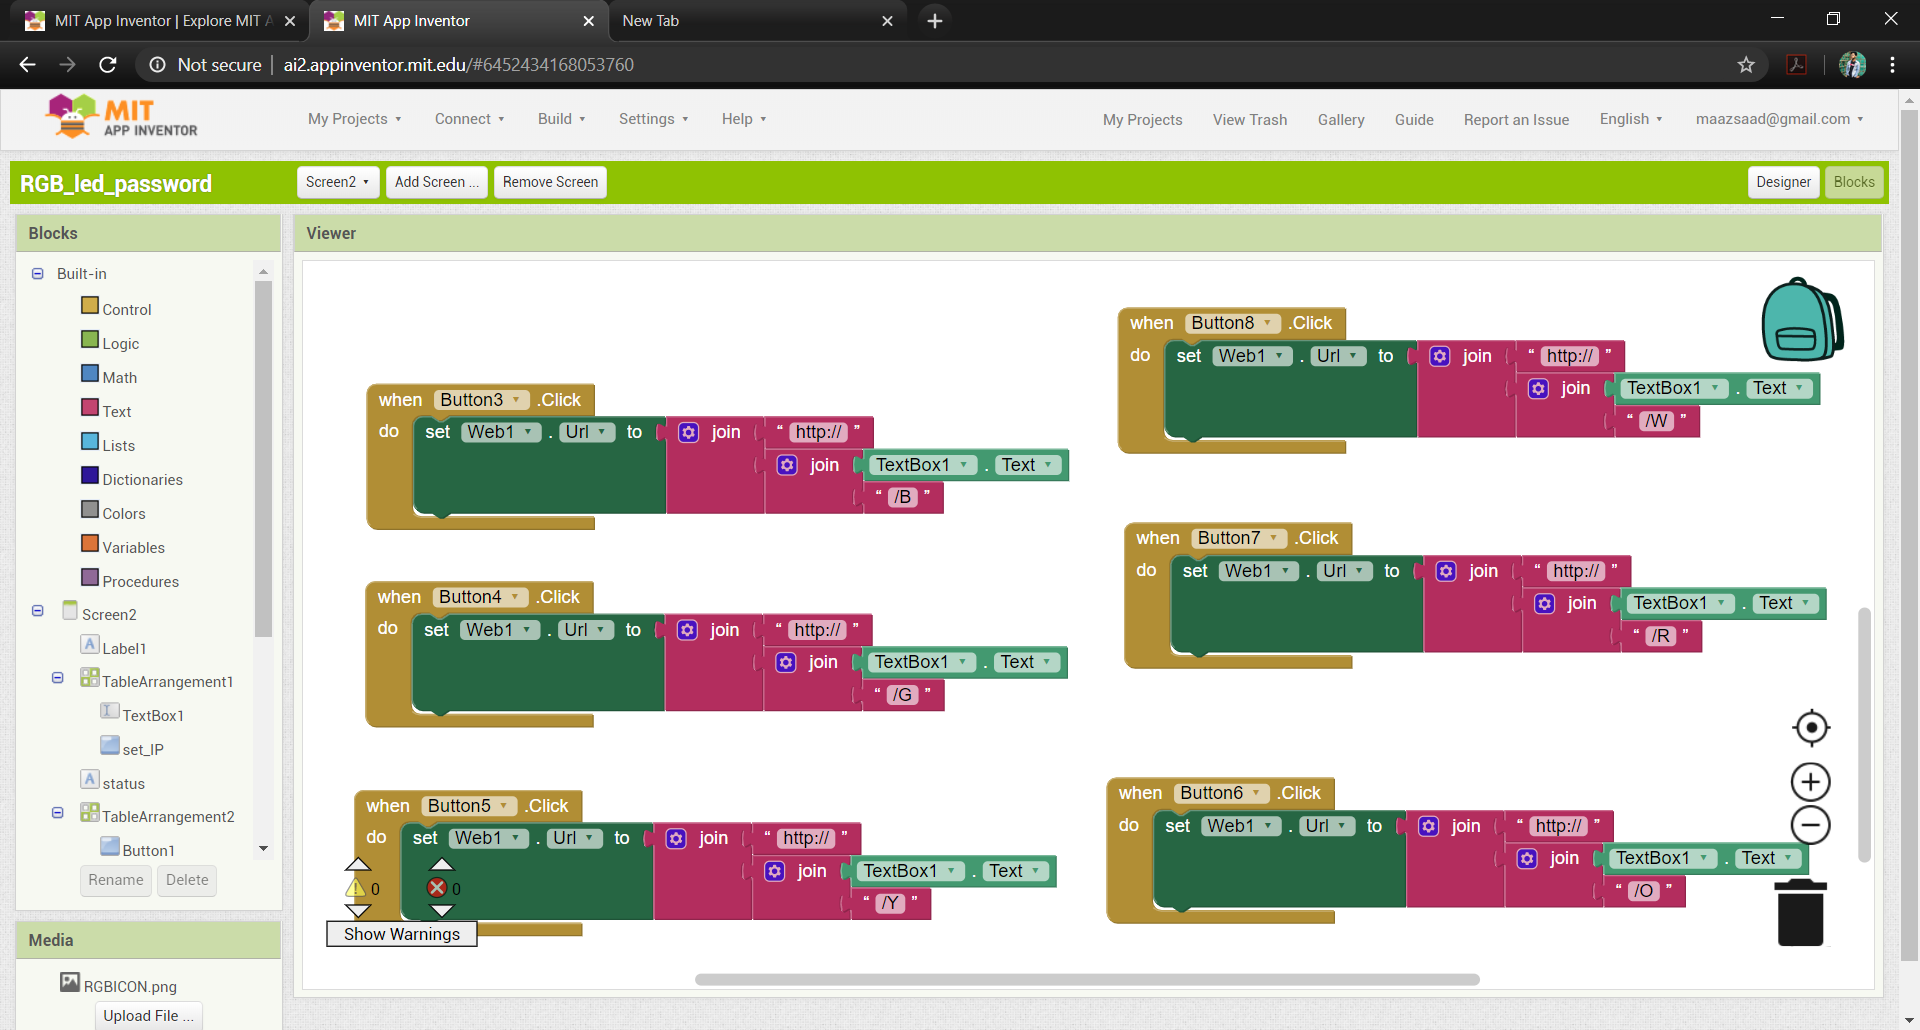 MIT App Inventor | Explore MIT A
MIT App Inventor
New Tab
Not secure | ai2.appinventor.mit.edu/#6452434168053760
MIT
APP INVENTOR
My Projects Connect Build Settings Help My Projects View Trash Gallery Guide Report an Issue English maazsaad@gmail.com
RGB_led_password
Screen2 Add Screen ... Remove Screen Designer Blocks
Blocks
Built-in
Control
Logic
Math
Text
Lists
Dictionaries
Colors
Variables
Procedures
Screen2
Label1
TableArrangement1
TextBox1
set_IP
status
TableArrangement2
Button1
Rename Delete
Media
RGBICON.png
Upload File ...
Viewer
when Button3 .Click
do set Web1 . Url to join “ http:// ”
join TextBox1 . Text
“ /B ”
when Button4 .Click
do set Web1 . Url to join “ http:// ”
join TextBox1 . Text
“ /G ”
when Button5 .Click
do set Web1 . Url to join “ http:// ”
join TextBox1 . Text
“ /Y ”
0 0
Show Warnings
when Button8 .Click
do set Web1 . Url to join “ http:// ”
join TextBox1 . Text
“ /W ”
when Button7 .Click
do set Web1 . Url to join “ http:// ”
join TextBox1 . Text
“ /R ”
when Button6 .Click
do set Web1 . Url to join “ http:// ”
join TextBox1 . Text
“ /O ”